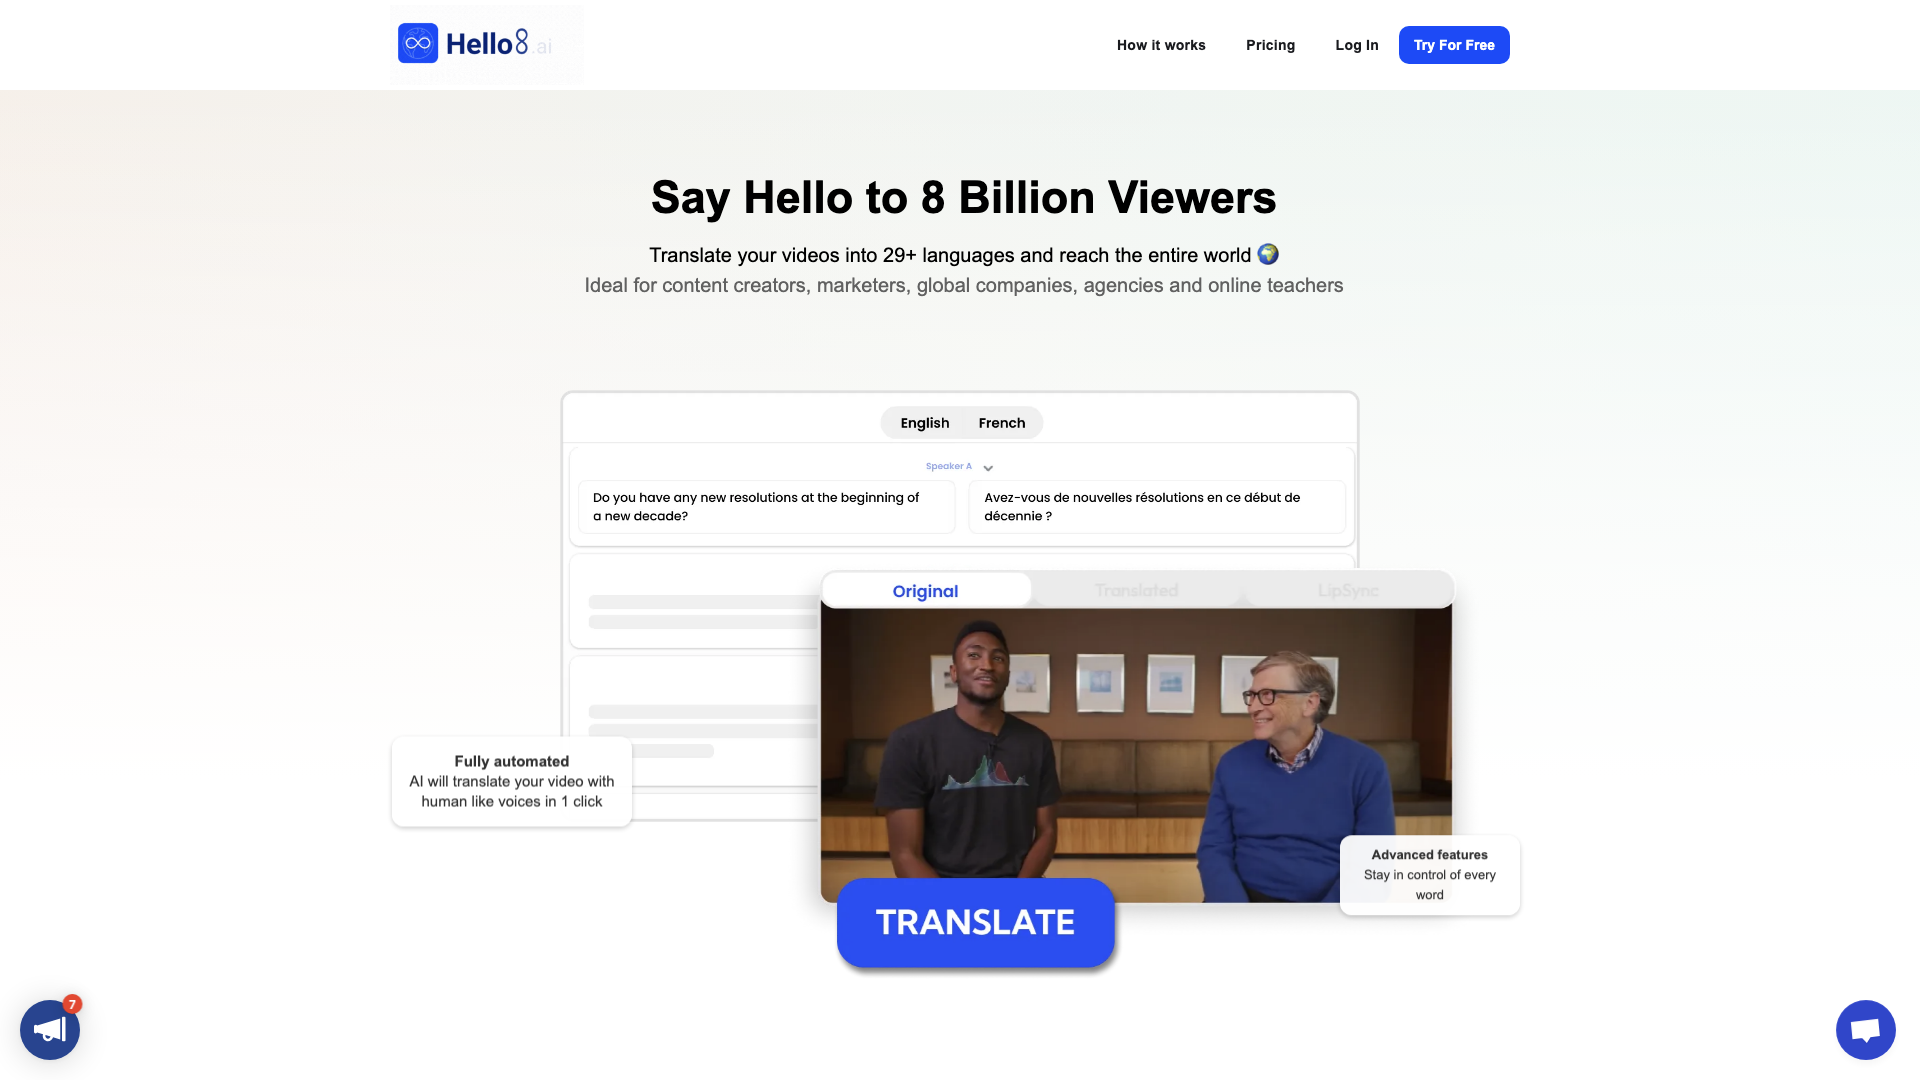 Hello8.ai
How it works
Pricing
Log In
Try For Free
Say Hello to 8 Billion Viewers
Translate your videos into 29+ languages and reach the entire world 🌍
Ideal for content creators, marketers, global companies, agencies and online teachers
English
French
Speaker A
Do you have any new resolutions at the beginning of
a new decade?
Avez-vous de nouvelles résolutions en ce début de
décennie ?
Original
Translated
LipSync
Fully automated
AI will translate your video with
human like voices in 1 click
Advanced features
Stay in control of every
word
TRANSLATE
7